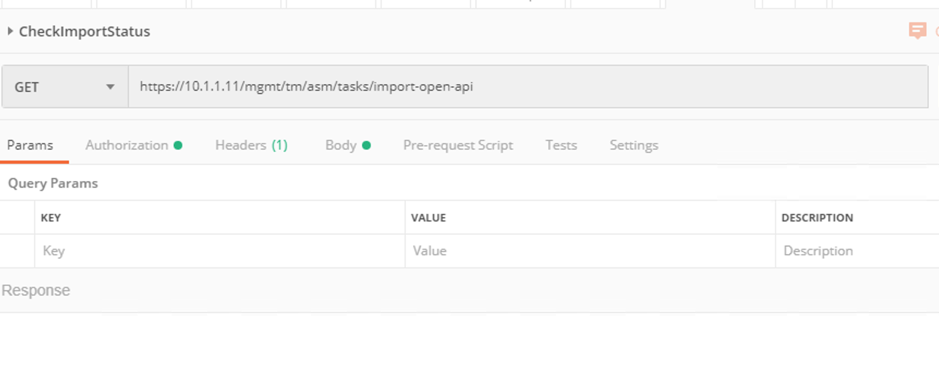 CheckImportStatus
GET https://10.1.1.11/mgmt/tm/asm/tasks/import-open-api
Params Authorization Headers (1) Body Pre-request Script Tests Settings
Query Params
KEY VALUE DESCRIPTION
Key Value Description
Response